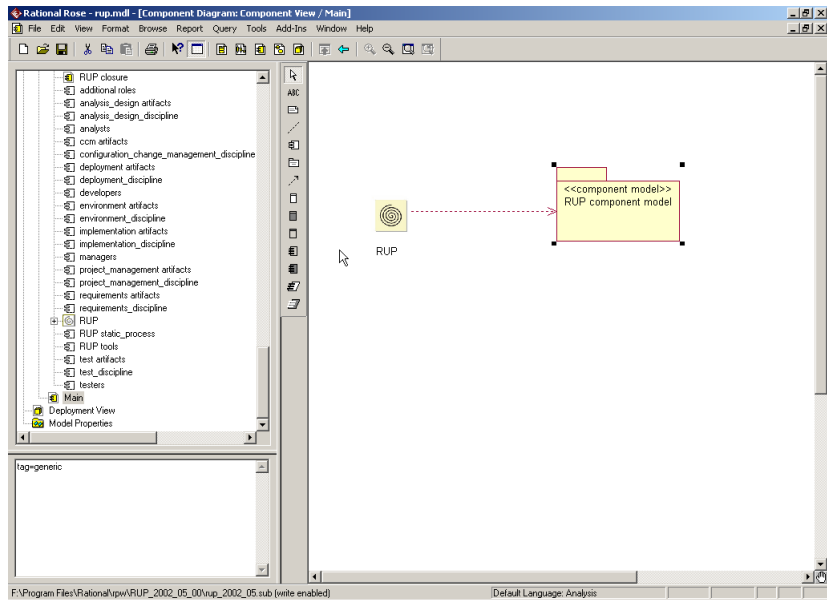 Rational Rose - rup.mdl - [Component Diagram: Component View / Main]
File Edit View Format Browse Report Query Tools Add-Ins Window Help
RUP closure
additional roles
analysis_design artifacts
analysis_design_discipline
analysts
ccm artifacts
configuration_change_management_discipline
deployment artifacts
deployment_discipline
developers
environment artifacts
environment_discipline
implementation artifacts
implementation_discipline
managers
project_management artifacts
project_management_discipline
requirements artifacts
requirements_discipline
RUP
RUP static_process
RUP tools
test artifacts
test_discipline
testers
Main
Deployment View
Model Properties
tag=generic
ABC
<<component model>>
RUP component model
RUP
F:\Program Files\Rational\rpw\RUP_2002_05_00\rup_2002_05.sub (write enabled)
Default Language: Analysis